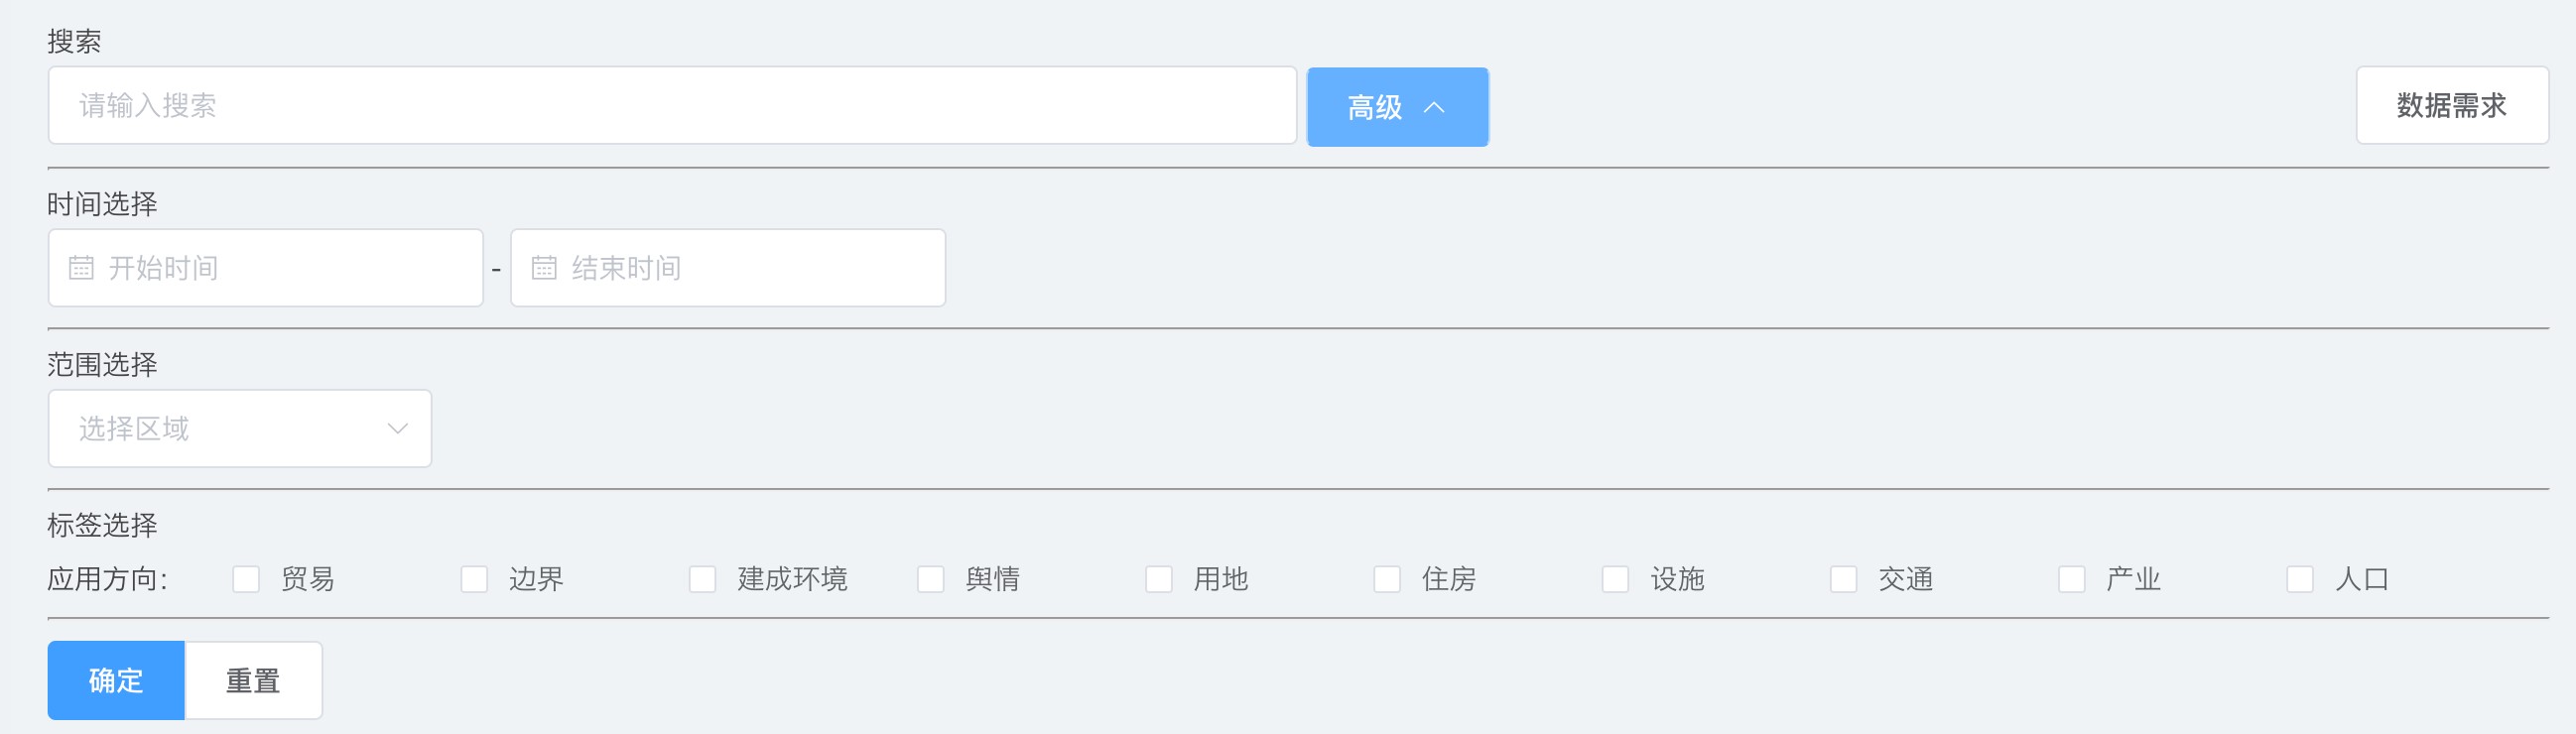 搜索
请输入搜索 高级 数据需求
时间选择
开始时间 - 结束时间
范围选择
选择区域
标签选择
应用方向: 贸易 边界 建成环境 舆情 用地 住房 设施 交通 产业 人口
确定 重置